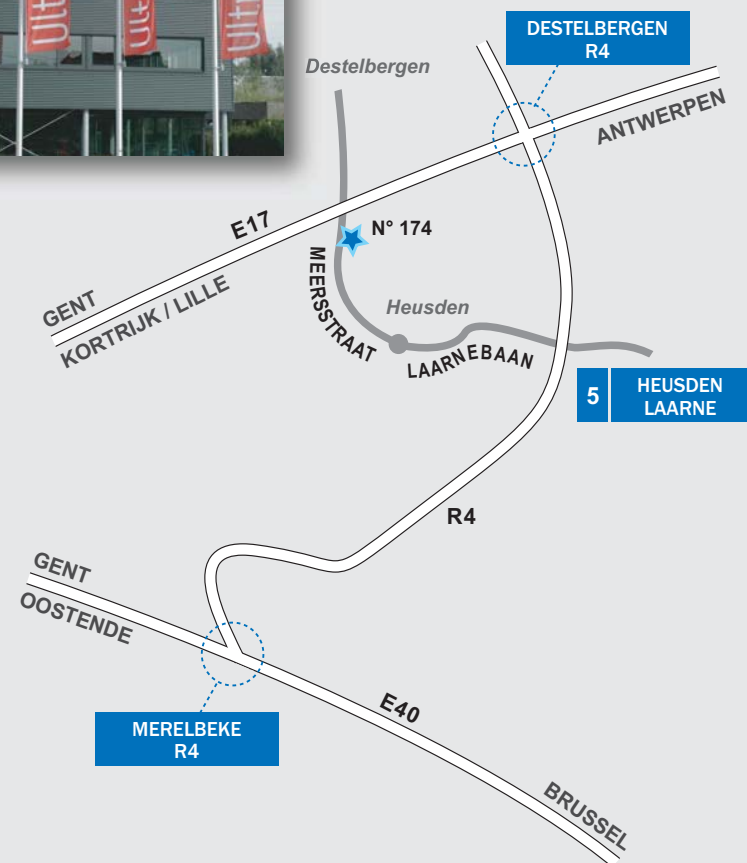 DESTELBERGEN
R4
Destelbergen
ANTWERPEN
E17
N° 174
GENT
KORTRIJK / LILLE
MEERSSTRAAT
Heusden
LAARNEBAAN
5
HEUSDEN
LAARNE
R4
GENT
OOSTENDE
MERELBEKE
R4
E40
BRUSSEL